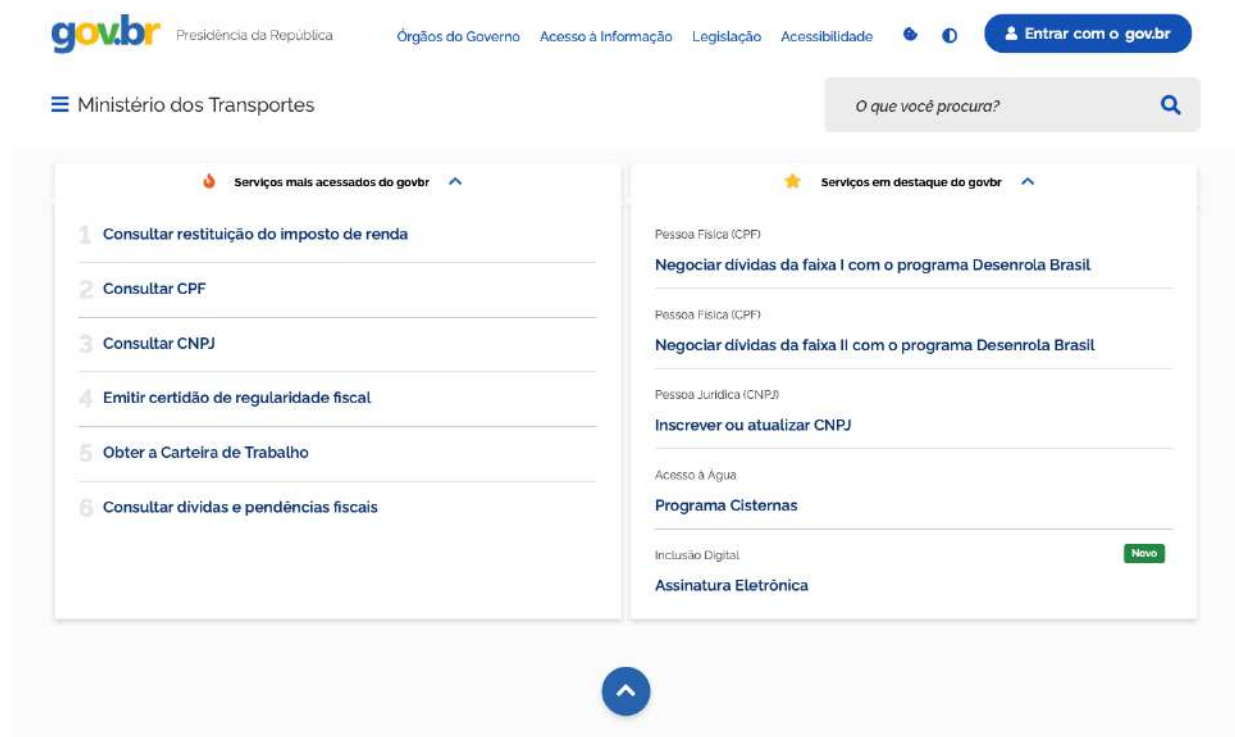 gov.br
Presidência da República
Órgãos do Governo
Acesso à Informação
Legislação
Acessibilidade
Entrar com o gov.br
Ministério dos Transportes
O que você procura?
Serviços mais acessados do govbr
1 Consultar restituição do imposto de renda
2 Consultar CPF
3 Consultar CNPJ
4 Emitir certidão de regularidade fiscal
5 Obter a Carteira de Trabalho
6 Consultar dívidas e pendências fiscais
Serviços em destaque do govbr
Pessoa Física (CPF)
Negociar dívidas da faixa I com o programa Desenrola Brasil
Pessoa Física (CPF)
Negociar dívidas da faixa II com o programa Desenrola Brasil
Pessoa Jurídica (CNPJ)
Inscrever ou atualizar CNPJ
Acesso à Água
Programa Cisternas
Inclusão Digital
Novo
Assinatura Eletrônica